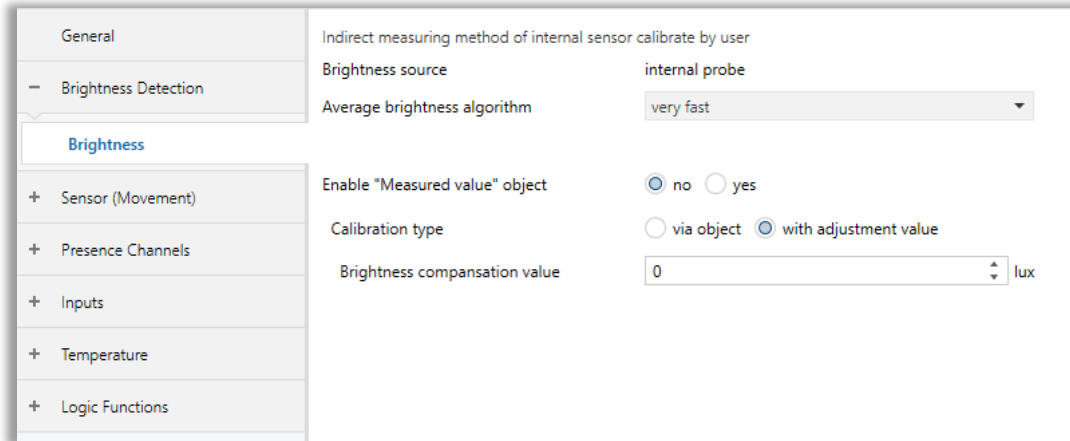 General
Brightness Detection
Brightness
Sensor (Movement)
Presence Channels
Inputs
Temperature
Logic Functions
Indirect measuring method of internal sensor calibrate by user
Brightness source internal probe
Average brightness algorithm very fast
Enable "Measured value" object no yes
Calibration type via object with adjustment value
Brightness compansation value 0 lux